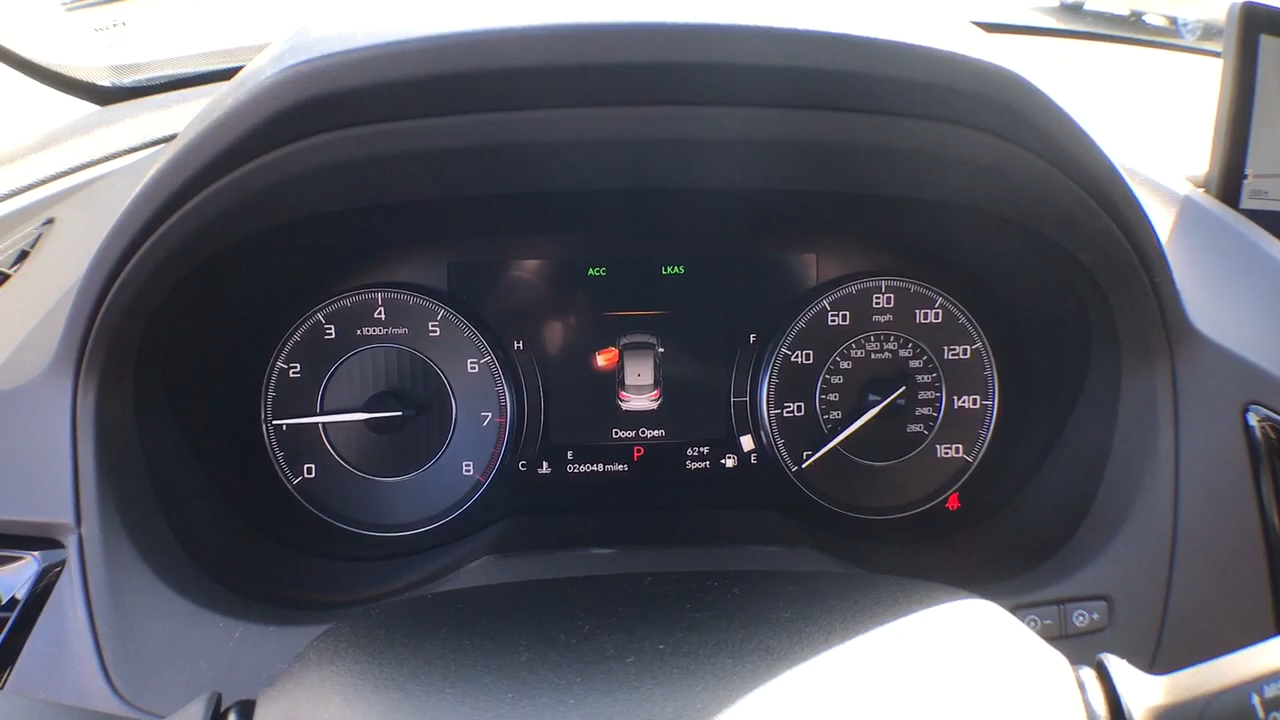 ACC LKAS
x1000r/min
0
2
3
4
5
6
7
8
H
C
Door Open
E
026048 miles
P
62°F
Sport
F
E
mph
20
40
60
80
100
120
140
160
km/h
20
40
60
80
100
120
140
160
180
200
220
240
260